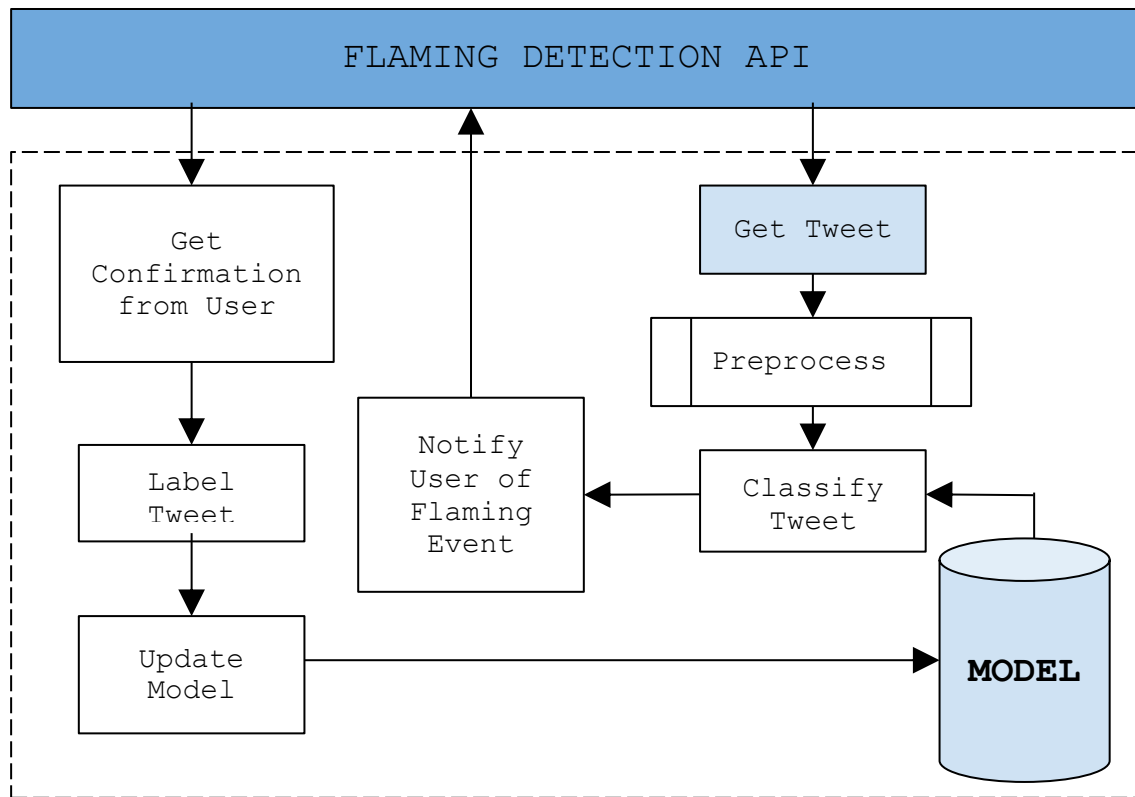 FLAMING DETECTION API
Get
Confirmation
from User
Get Tweet
Preprocess
Notify
User of
Flaming
Event
Label
Tweet
Classify
Tweet
Update
Model
MODEL